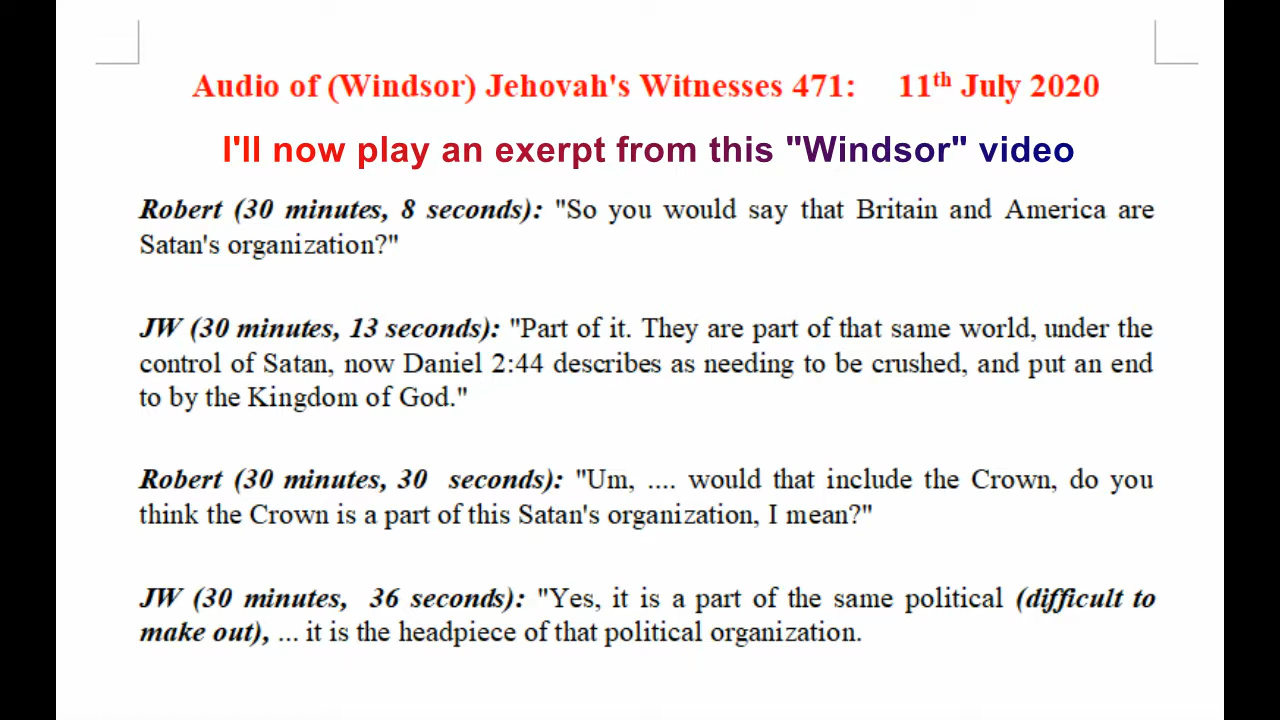 Audio of (Windsor) Jehovah's Witnesses 471: 11th July 2020
I'll now play an exerpt from this "Windsor" video
Robert (30 minutes, 8 seconds): "So you would say that Britain and America are
Satan's organization?"
JW (30 minutes, 13 seconds): "Part of it. They are part of that same world, under the
control of Satan, now Daniel 2:44 describes as needing to be crushed, and put an end
to by the Kingdom of God."
Robert (30 minutes, 30 seconds): "Um, .... would that include the Crown, do you
think the Crown is a part of this Satan's organization, I mean?"
JW (30 minutes, 36 seconds): "Yes, it is a part of the same political (difficult to
make out), ... it is the headpiece of that political organization.